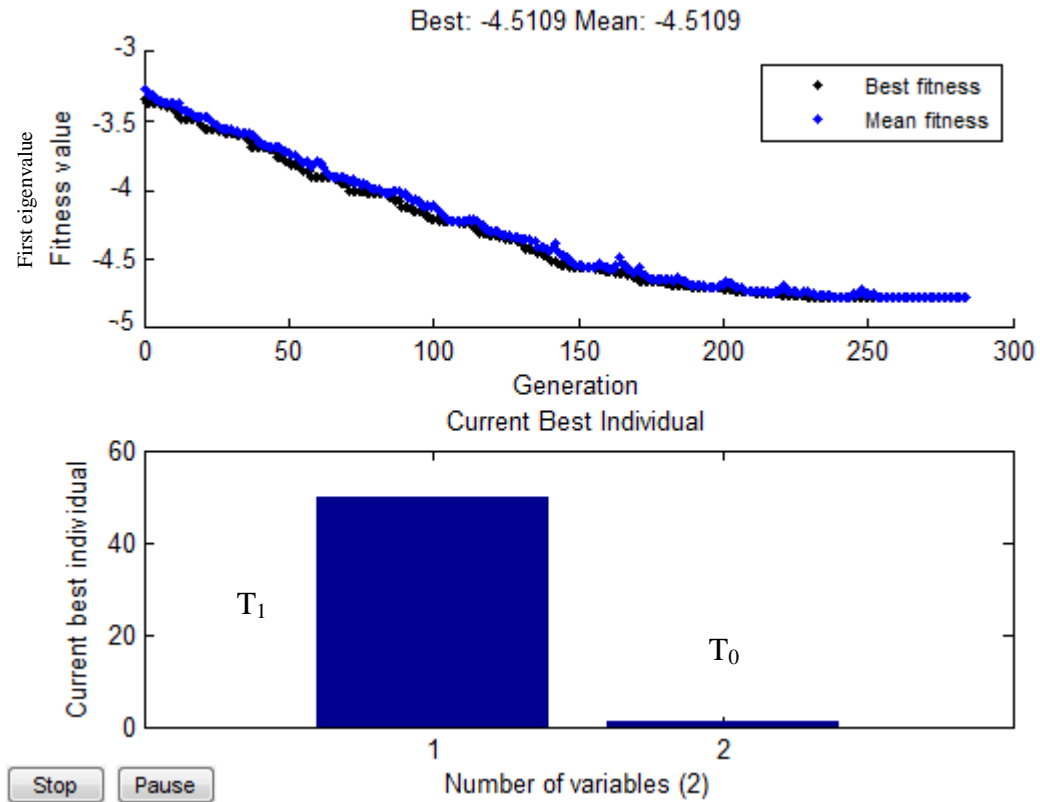 Best: -4.5109 Mean: -4.5109
-3
-3.5
-4
-4.5
-5
First eigenvalue
Fitness value
Best fitness
Mean fitness
0 50 100 150 200 250 300
Generation
Current Best Individual
60
40
20
0
Current best individual
T₁
T₀
1 2
Number of variables (2)
Stop Pause